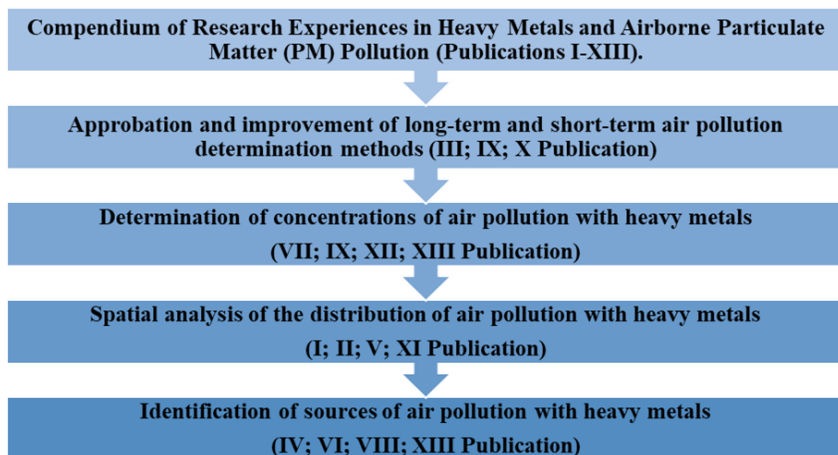 Compendium of Research Experiences in Heavy Metals and Airborne Particulate
Matter (PM) Pollution (Publications I-XIII).
Approbation and improvement of long-term and short-term air pollution
determination methods (III; IX; X Publication)
Determination of concentrations of air pollution with heavy metals
(VII; IX; XII; XIII Publication)
Spatial analysis of the distribution of air pollution with heavy metals
(I; II; V; XI Publication)
Identification of sources of air pollution with heavy metals
(IV; VI; VIII; XIII Publication)